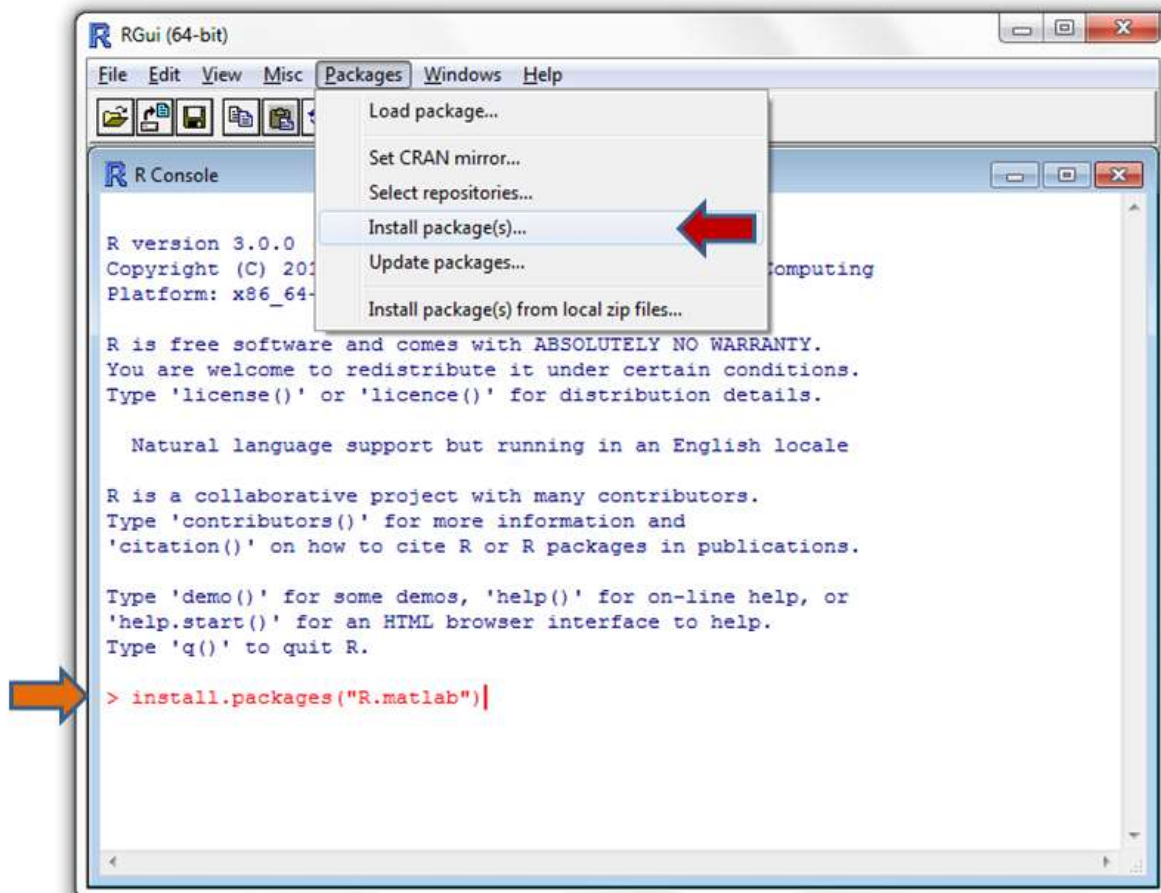 RGui (64-bit)
File Edit View Misc Packages Windows Help
Load package...
Set CRAN mirror...
Select repositories...
Install package(s)...
Update packages...
Install package(s) from local zip files...
R Console
R version 3.0.0
Copyright (C) 201 Computing
Platform: x86_64-
R is free software and comes with ABSOLUTELY NO WARRANTY.
You are welcome to redistribute it under certain conditions.
Type 'license()' or 'licence()' for distribution details.
Natural language support but running in an English locale
R is a collaborative project with many contributors.
Type 'contributors()' for more information and
'citation()' on how to cite R or R packages in publications.
Type 'demo()' for some demos, 'help()' for on-line help, or
'help.start()' for an HTML browser interface to help.
Type 'q()' to quit R.
> install.packages("R.matlab")